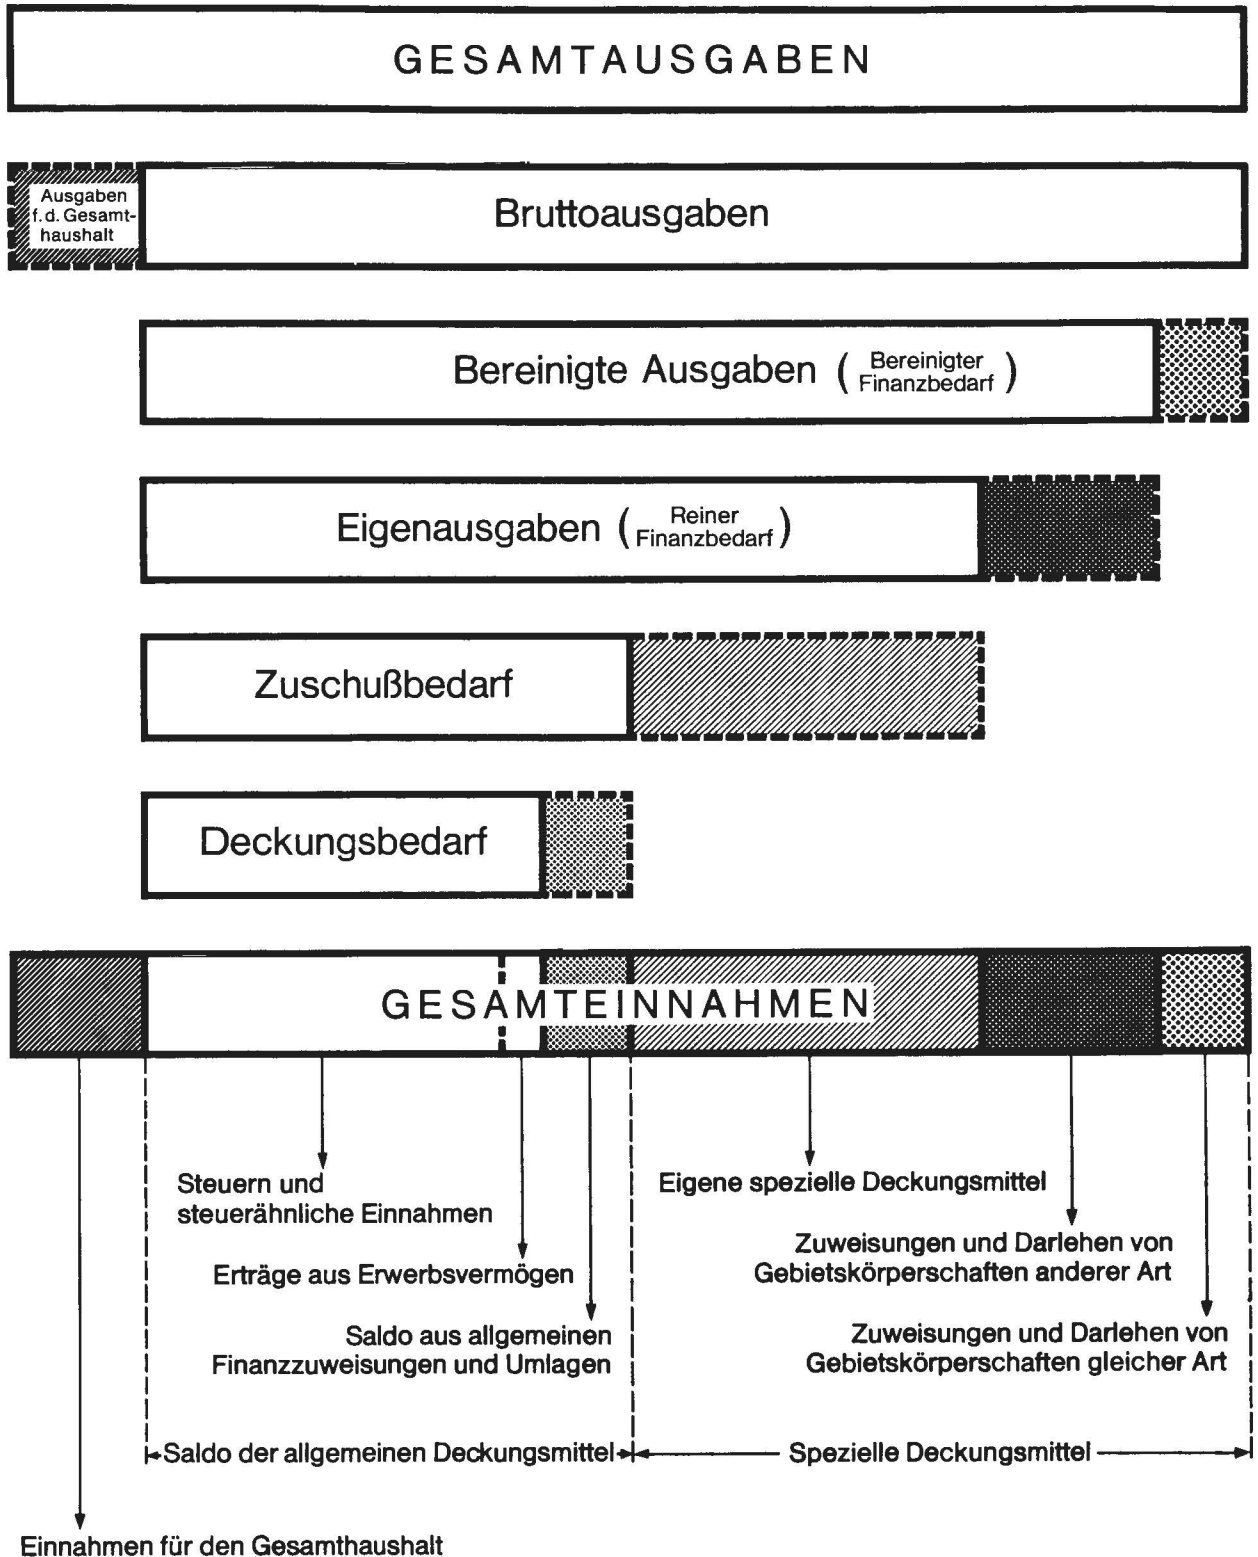 GESAMTAUSGABEN
Ausgaben
f. d. Gesamt-
haushalt
Bruttoausgaben
Bereinigte Ausgaben ( Bereinigter
Finanzbedarf )
Eigenausgaben ( Reiner
Finanzbedarf )
Zuschußbedarf
Deckungsbedarf
GESAMTEINNAHMEN
Steuern und
steuerähnliche Einnahmen
Erträge aus Erwerbsvermögen
Saldo aus allgemeinen
Finanzzuweisungen und Umlagen
Eigene spezielle Deckungsmittel
Zuweisungen und Darlehen von
Gebietskörperschaften anderer Art
Zuweisungen und Darlehen von
Gebietskörperschaften gleicher Art
Saldo der allgemeinen Deckungsmittel
Spezielle Deckungsmittel
Einnahmen für den Gesamthaushalt